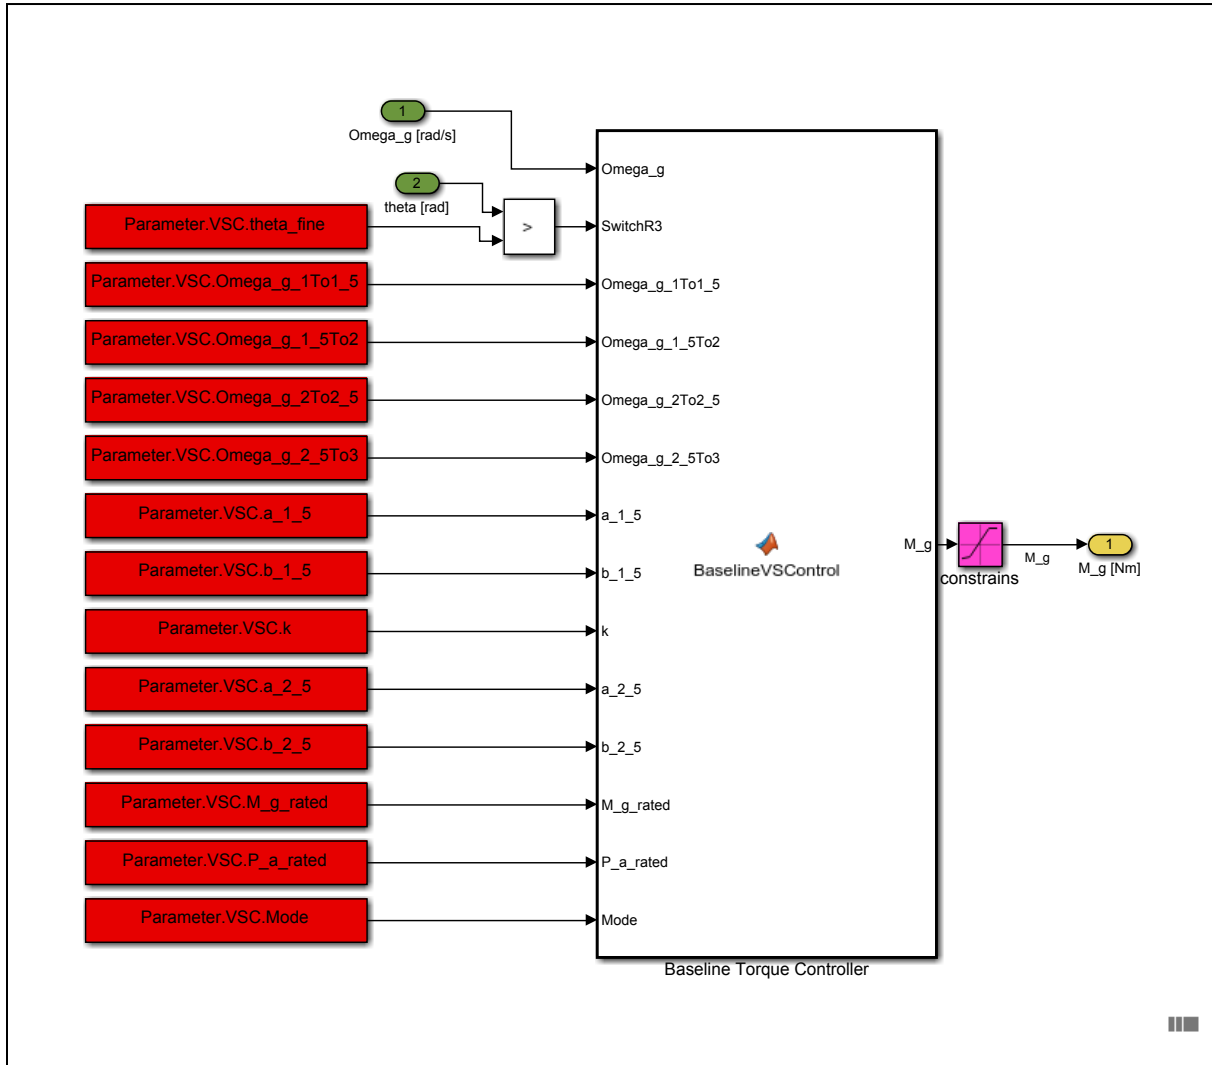 1
Omega_g [rad/s]
Omega_g
2
theta [rad]
Parameter.VSC.theta_fine
>
SwitchR3
Parameter.VSC.Omega_g_1To1_5
Omega_g_1To1_5
Parameter.VSC.Omega_g_1_5To2
Omega_g_1_5To2
Parameter.VSC.Omega_g_2To2_5
Omega_g_2To2_5
Parameter.VSC.Omega_g_2_5To3
Omega_g_2_5To3
Parameter.VSC.a_1_5
a_1_5
M_g
1
M_g
M_g [Nm]
constrains
BaselineVSControl
Parameter.VSC.b_1_5
b_1_5
Parameter.VSC.k
k
Parameter.VSC.a_2_5
a_2_5
Parameter.VSC.b_2_5
b_2_5
Parameter.VSC.M_g_rated
M_g_rated
Parameter.VSC.P_a_rated
P_a_rated
Parameter.VSC.Mode
Mode
Baseline Torque Controller